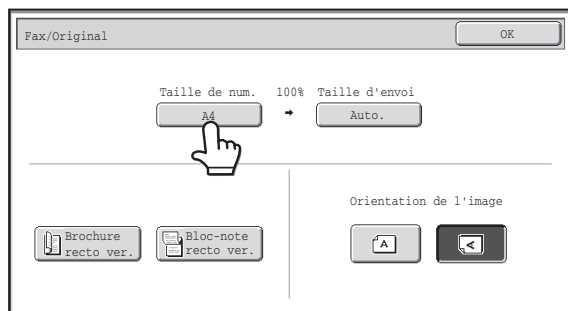 Fax/Original
OK
Taille de num. 100% Taille d'envoi
A4
Auto.
Orientation de l'image
Brochure
recto ver.
Bloc-note
recto ver.
A
A